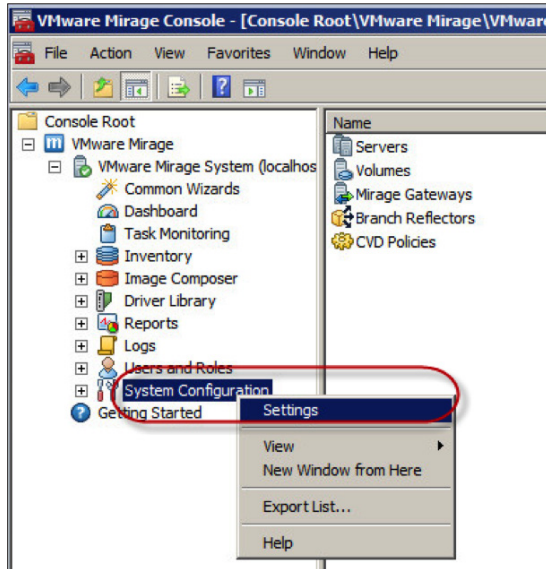 VMware Mirage Console - [Console Root\VMware Mirage\VMware
File Action View Favorites Window Help
Console Root
VMware Mirage
VMware Mirage System (localhos
Common Wizards
Dashboard
Task Monitoring
Inventory
Image Composer
Driver Library
Reports
Logs
Users and Roles
System Configuration
Getting Started
Name
Servers
Volumes
Mirage Gateways
Branch Reflectors
CVD Policies
Settings
View
New Window from Here
Export List...
Help